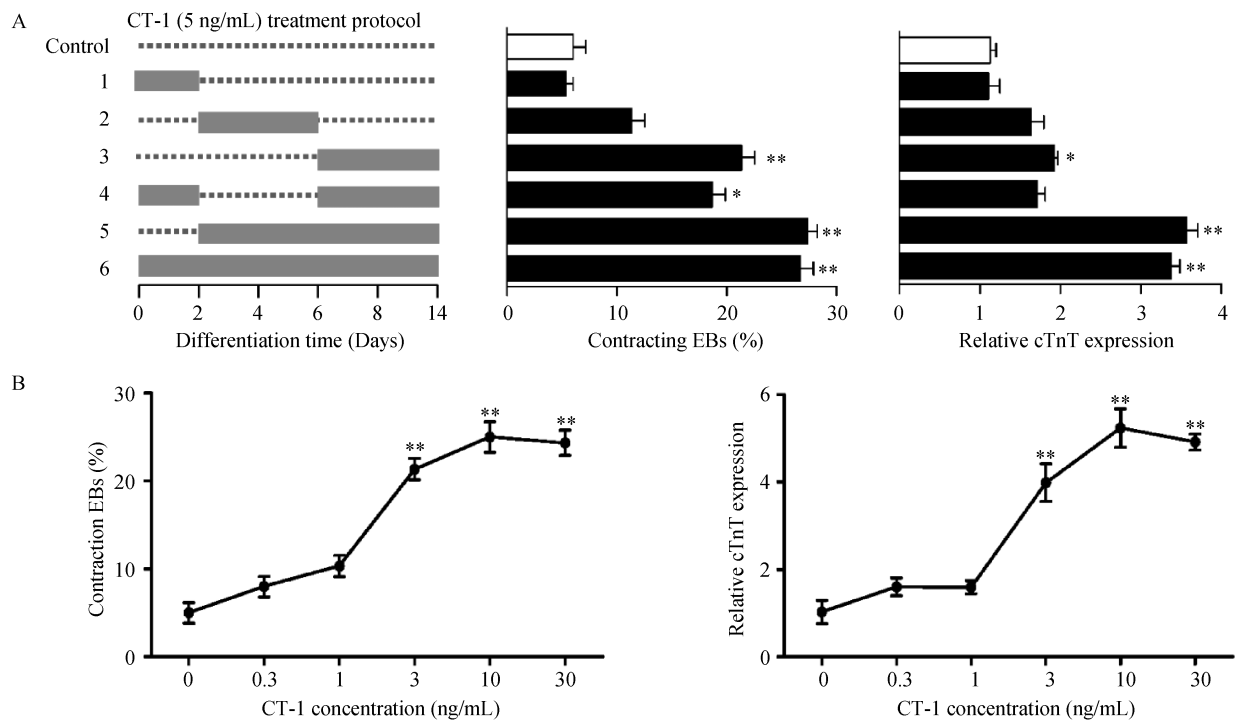 A
CT-1 (5 ng/mL) treatment protocol
Control
1
2
3
4
5
6
0 2 4 6 8 14
Differentiation time (Days)
**
*
**
**
0 10 20 30
Contracting EBs (%)
*
**
**
0 1 2 3 4
Relative cTnT expression
B
30
20
10
0
Contraction EBs (%)
**
**
**
0 0.3 1 3 10 30
CT-1 concentration (ng/mL)
6
4
2
0
Relative cTnT expression
**
**
**
0 0.3 1 3 10 30
CT-1 concentration (ng/mL)